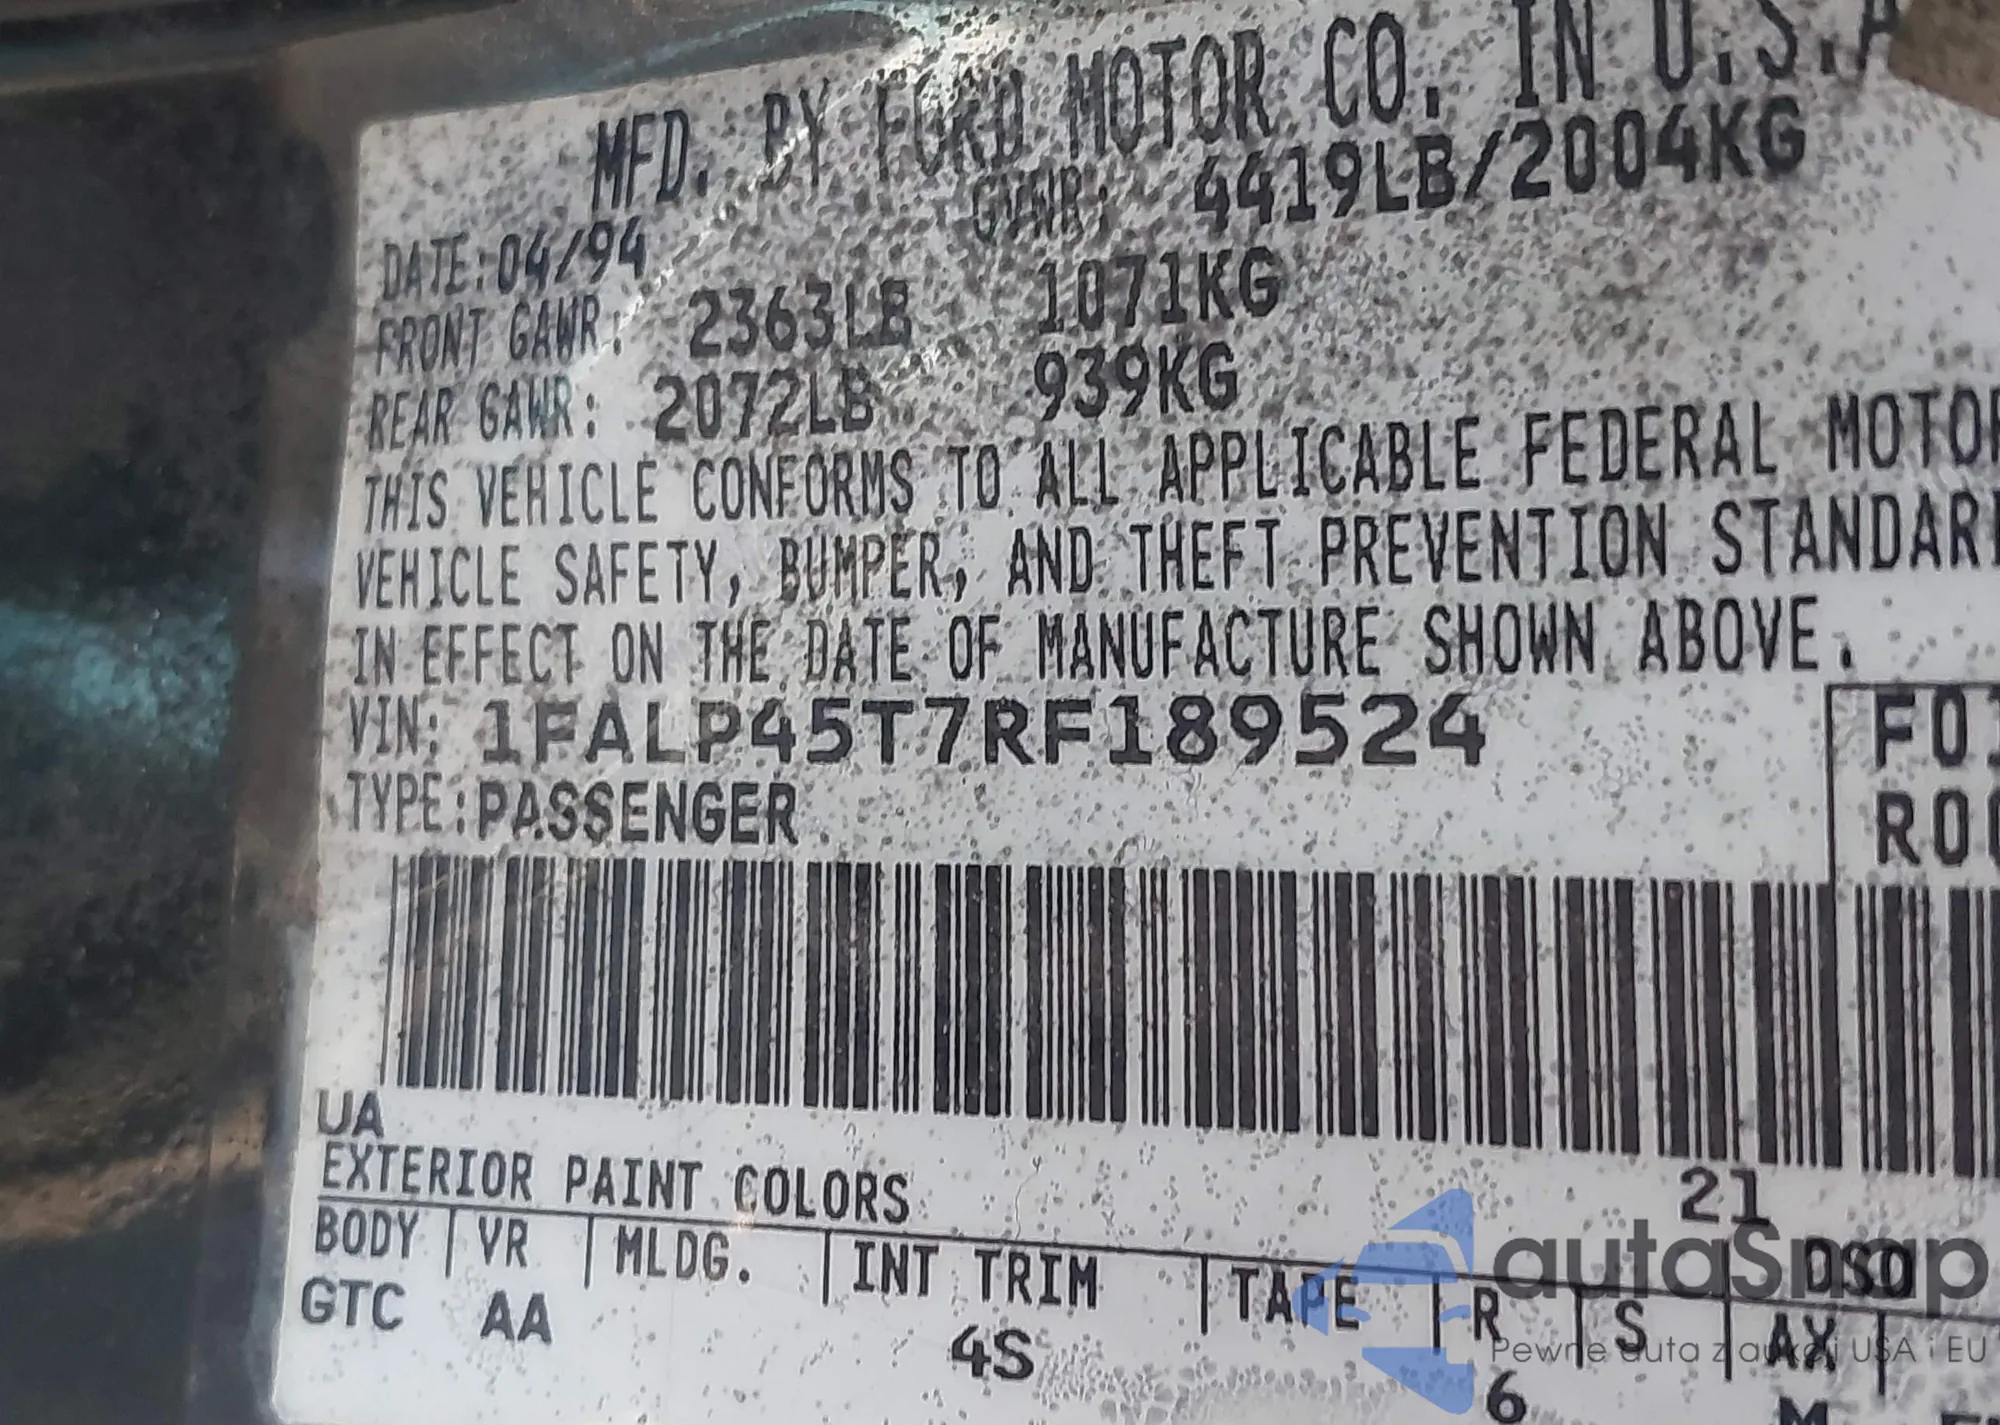 MFD. BY FORD MOTOR CO. IN U.S.A
DATE: 04/94 GVWR: 4419LB/2004KG
FRONT GAWR: 2363LB 1071KG
REAR GAWR: 2072LB 939KG
THIS VEHICLE CONFORMS TO ALL APPLICABLE FEDERAL MOTOR
VEHICLE SAFETY, BUMPER, AND THEFT PREVENTION STANDAR
IN EFFECT ON THE DATE OF MANUFACTURE SHOWN ABOVE.
VIN: 1FALP45T7RF189524
TYPE: PASSENGER
F01
R00
UA
EXTERIOR PAINT COLORS 21
BODY VR MLDG. INT TRIM TAPE R S AX DSO
GTC AA 4S 6 M
autaSnap
Pewne auta z aukcji USA i EU